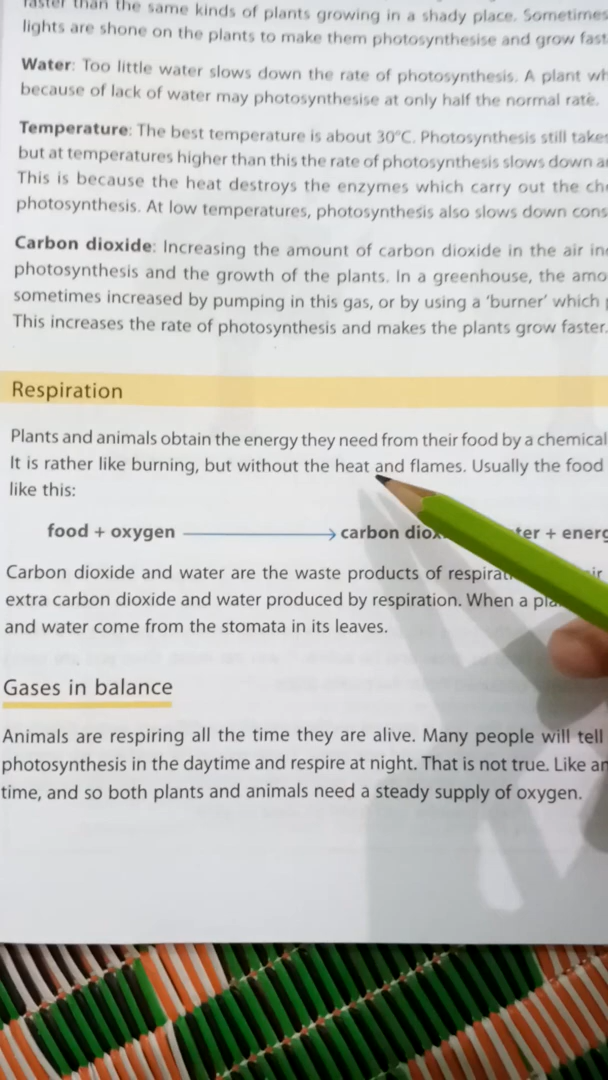 faster than the same kinds of plants growing in a shady place. Sometimes
lights are shone on the plants to make them photosynthesise and grow fast
Water: Too little water slows down the rate of photosynthesis. A plant wh
because of lack of water may photosynthesise at only half the normal rate.
Temperature: The best temperature is about 30°C. Photosynthesis still takes
but at temperatures higher than this the rate of photosynthesis slows down a
This is because the heat destroys the enzymes which carry out the ch
photosynthesis. At low temperatures, photosynthesis also slows down cons
Carbon dioxide: Increasing the amount of carbon dioxide in the air in
photosynthesis and the growth of the plants. In a greenhouse, the amo
sometimes increased by pumping in this gas, or by using a ‘burner’ which
This increases the rate of photosynthesis and makes the plants grow faster.
Respiration
Plants and animals obtain the energy they need from their food by a chemical
It is rather like burning, but without the heat and flames. Usually the food
like this:
food + oxygen → carbon diox ter + energ
Carbon dioxide and water are the waste products of respirat air
extra carbon dioxide and water produced by respiration. When a pla
and water come from the stomata in its leaves.
Gases in balance
Animals are respiring all the time they are alive. Many people will tell
photosynthesis in the daytime and respire at night. That is not true. Like an
time, and so both plants and animals need a steady supply of oxygen.